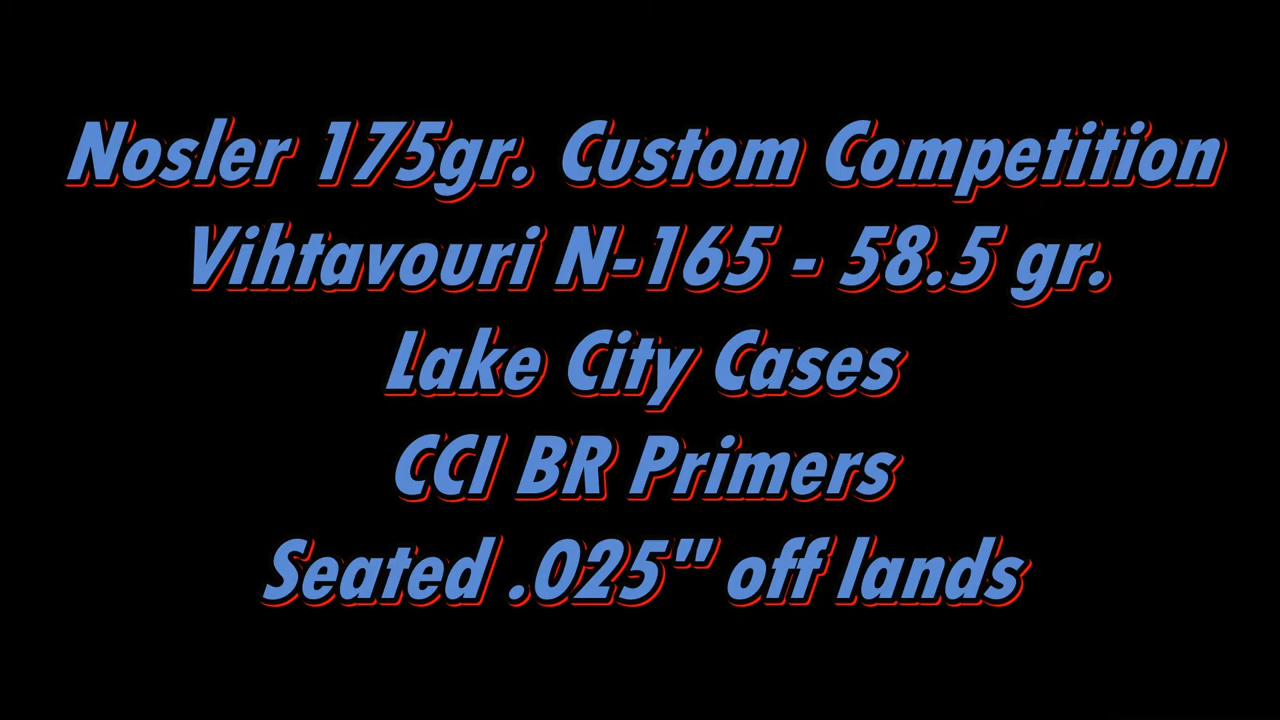 Nosler 175gr. Custom Competition
Vihtavouri N-165 - 58.5 gr.
Lake City Cases
CCI BR Primers
Seated .025" off lands